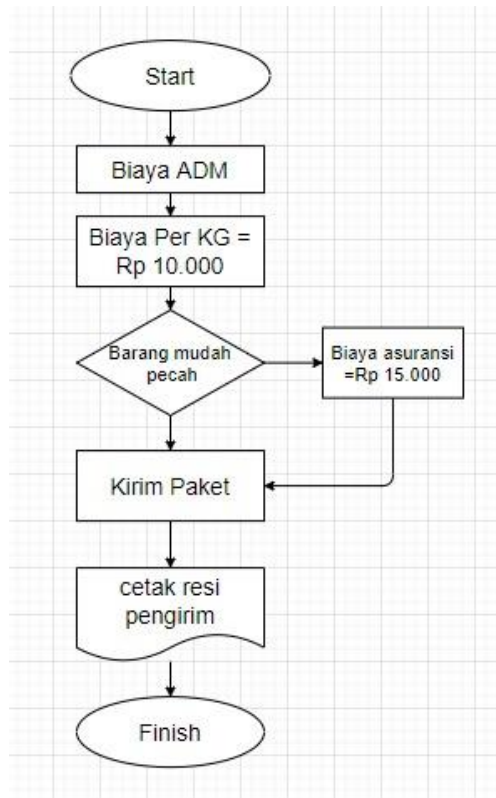 Start
Biaya ADM
Biaya Per KG =
Rp 10.000
Barang mudah
pecah
Biaya asuransi
=Rp 15.000
Kirim Paket
cetak resi
pengirim
Finish